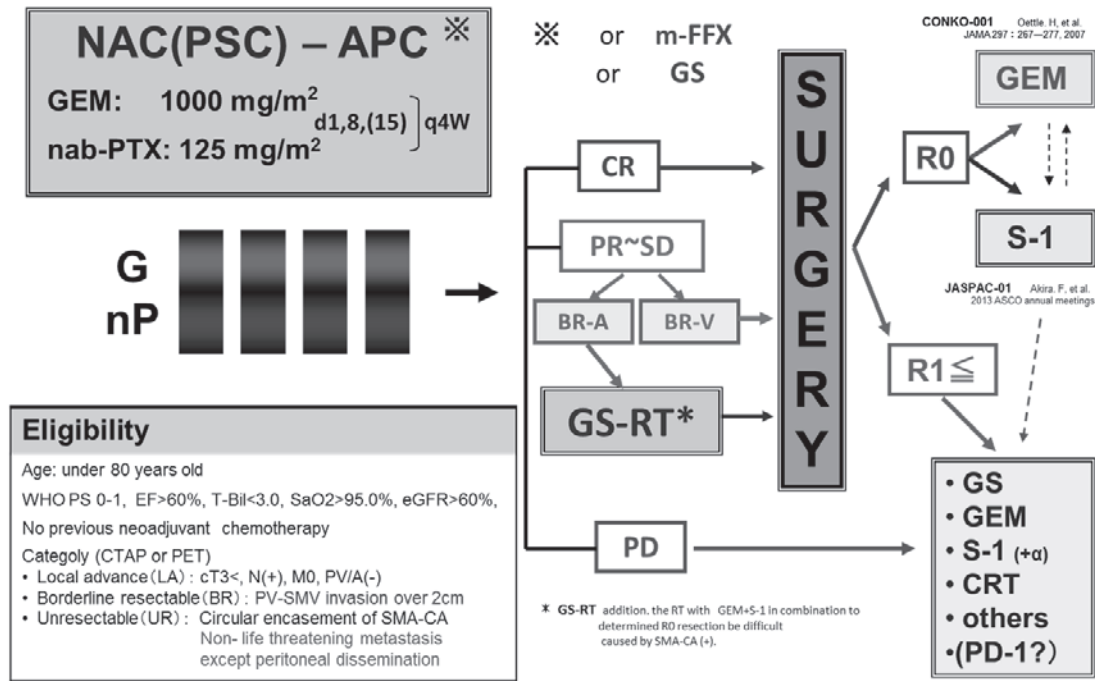 NAC(PSC) – APC ※
GEM: 1000 mg/m2
d1,8,(15) q4W
nab-PTX: 125 mg/m2
※ or m-FFX
or GS
CONKO-001 Oettle. H, et al.
JAMA 297：267—277, 2007
G
nP
CR
PR~SD
BR-A
BR-V
GS-RT*
PD
SURGERY
R0
R1≦
GEM
S-1
JASPAC-01 Akira. F, et al.
2013 ASCO annual meetings
• GS
• GEM
• S-1 (+α)
• CRT
• others
•(PD-1?)
* GS-RT addition. the RT with GEM+S-1 in combination to
determined R0 resection be difficult
caused by SMA-CA (+).
Eligibility
Age: under 80 years old
WHO PS 0-1, EF>60%, T-Bil<3.0, SaO2>95.0%, eGFR>60%,
No previous neoadjuvant chemotherapy
Categoly (CTAP or PET)
• Local advance（LA）: cT3<, N(+), M0, PV/A(-)
• Borderline resectable（BR）: PV-SMV invasion over 2cm
• Unresectable（UR）: Circular encasement of SMA-CA
Non- life threatening metastasis
except peritoneal dissemination